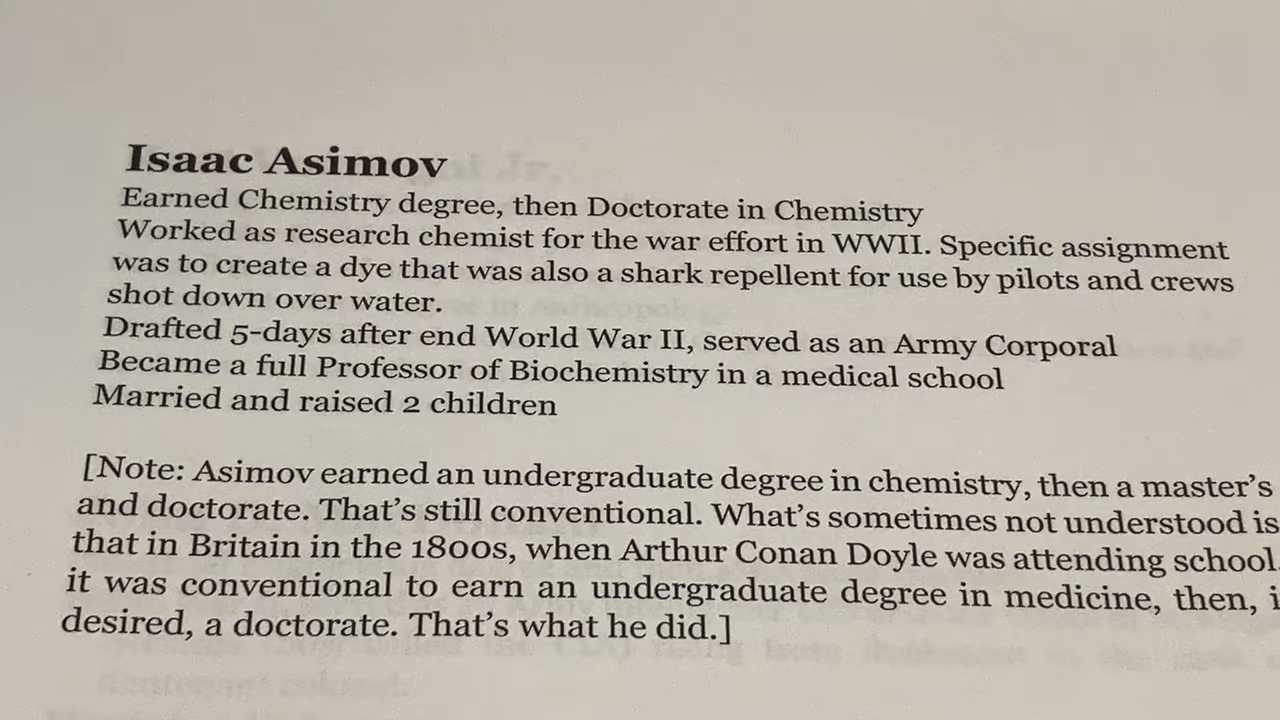 Isaac Asimov
Earned Chemistry degree, then Doctorate in Chemistry
Worked as research chemist for the war effort in WWII. Specific assignment
was to create a dye that was also a shark repellent for use by pilots and crews
shot down over water.
Drafted 5-days after end World War II, served as an Army Corporal
Became a full Professor of Biochemistry in a medical school
Married and raised 2 children
[Note: Asimov earned an undergraduate degree in chemistry, then a master's
and doctorate. That's still conventional. What's sometimes not understood is
that in Britain in the 1800s, when Arthur Conan Doyle was attending school,
it was conventional to earn an undergraduate degree in medicine, then,
desired, a doctorate. That's what he did.]